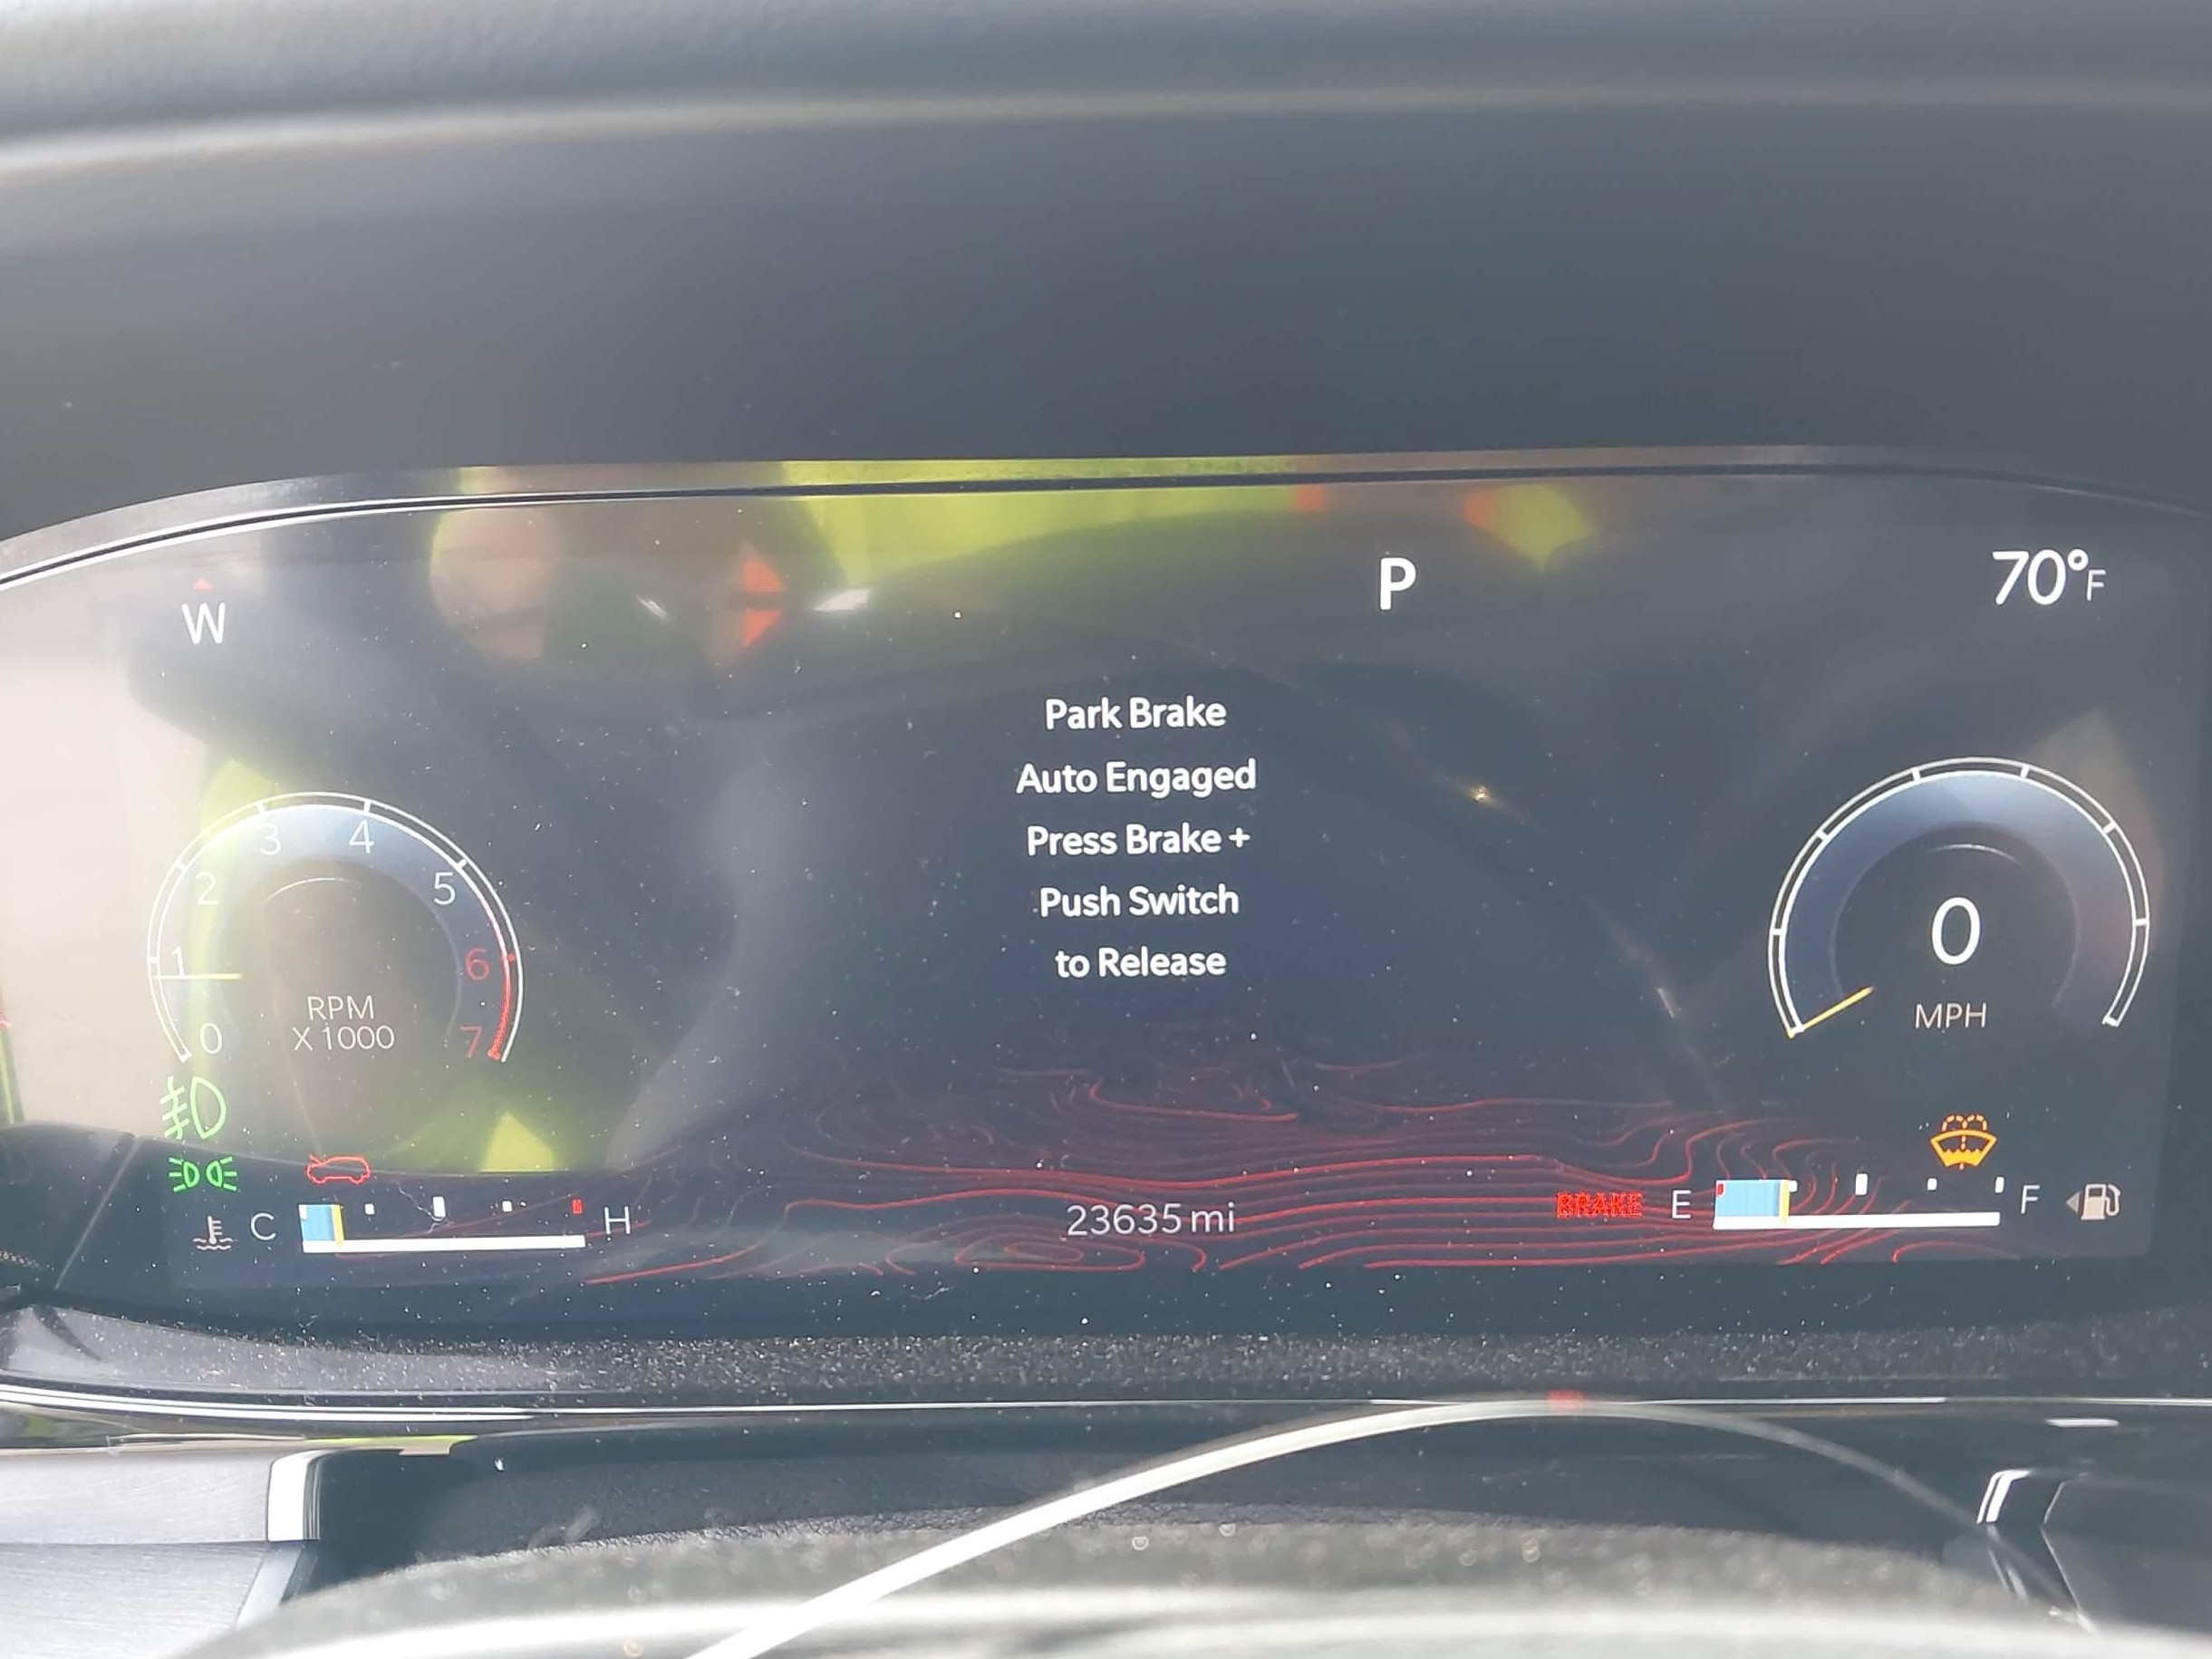 W
P
70°F
Park Brake
Auto Engaged
Press Brake +
Push Switch
to Release
0
1
2
3
4
5
6
7
RPM
X 1000
0
MPH
C
H
23635 mi
BRAKE
E
F